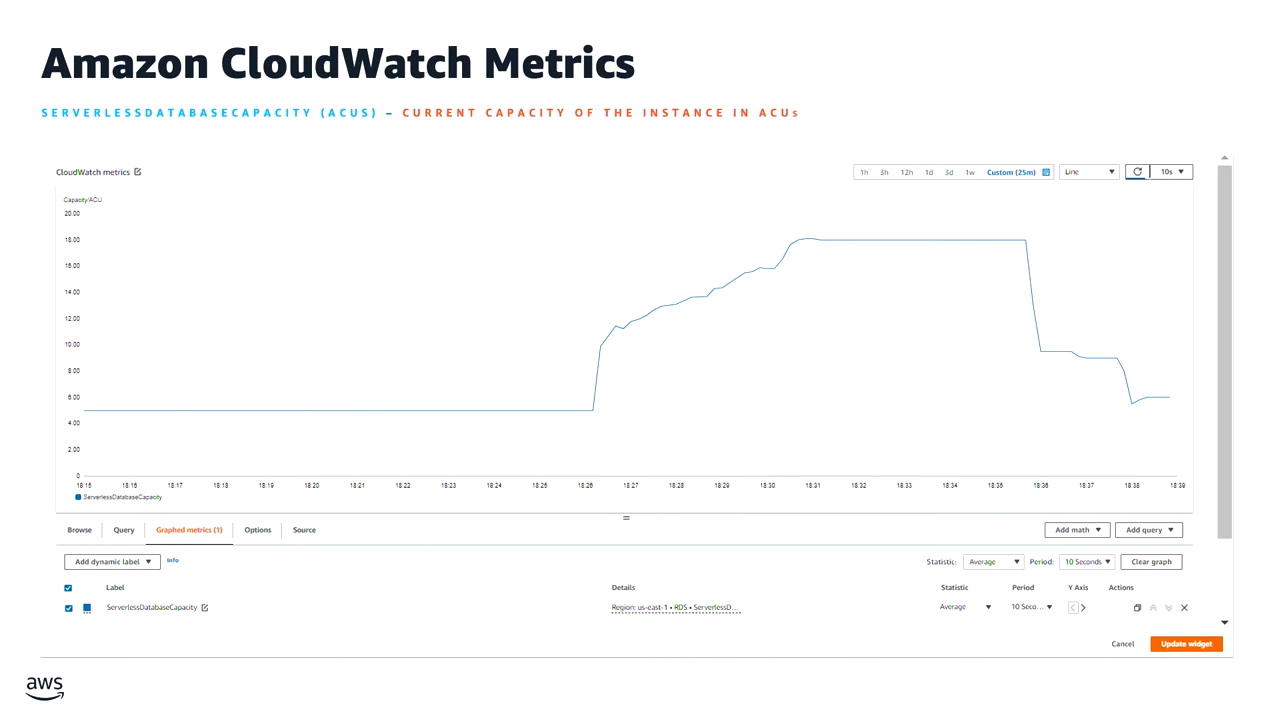 Amazon CloudWatch Metrics
SERVERLESSDATABASECAPACITY (ACUS) – CURRENT CAPACITY OF THE INSTANCE IN ACUs
CloudWatch metrics
1h 3h 12h 1d 3d 1w Custom (25m) Line 10s
Capacity/ACU
20.00
18.00
16.00
14.00
12.00
10.00
8.00
6.00
4.00
2.00
0
18:15 18:16 18:17 18:18 18:19 18:20 18:21 18:22 18:23 18:24 18:25 18:26 18:27 18:28 18:29 18:30 18:31 18:32 18:33 18:34 18:35 18:36 18:37 18:38 18:39
ServerlessDatabaseCapacity
Browse Query Graphed metrics (1) Options Source Add math Add query
Add dynamic label Info Statistic: Average Period: 10 Seconds Clear graph
Label Details Statistic Period Y Axis Actions
ServerlessDatabaseCapacity Region: us-east-1 • RDS • ServerlessD... Average 10 Seco...
Cancel Update widget
aws